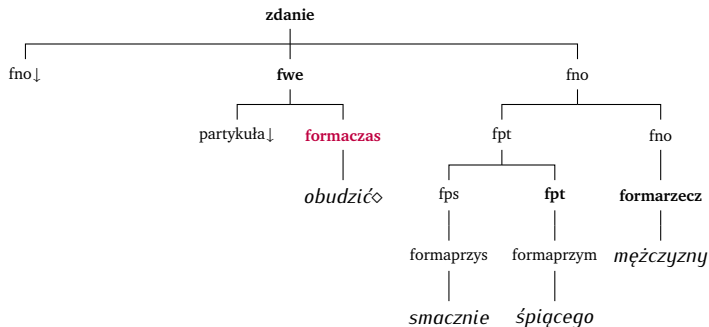 zdanie
fno↓ fwe fno
partykuła↓ formaczas fpt fno
obudzić◇ fps fpt formarzecz
formaprzys formaprzym mężczyzny
smacznie śpiącego